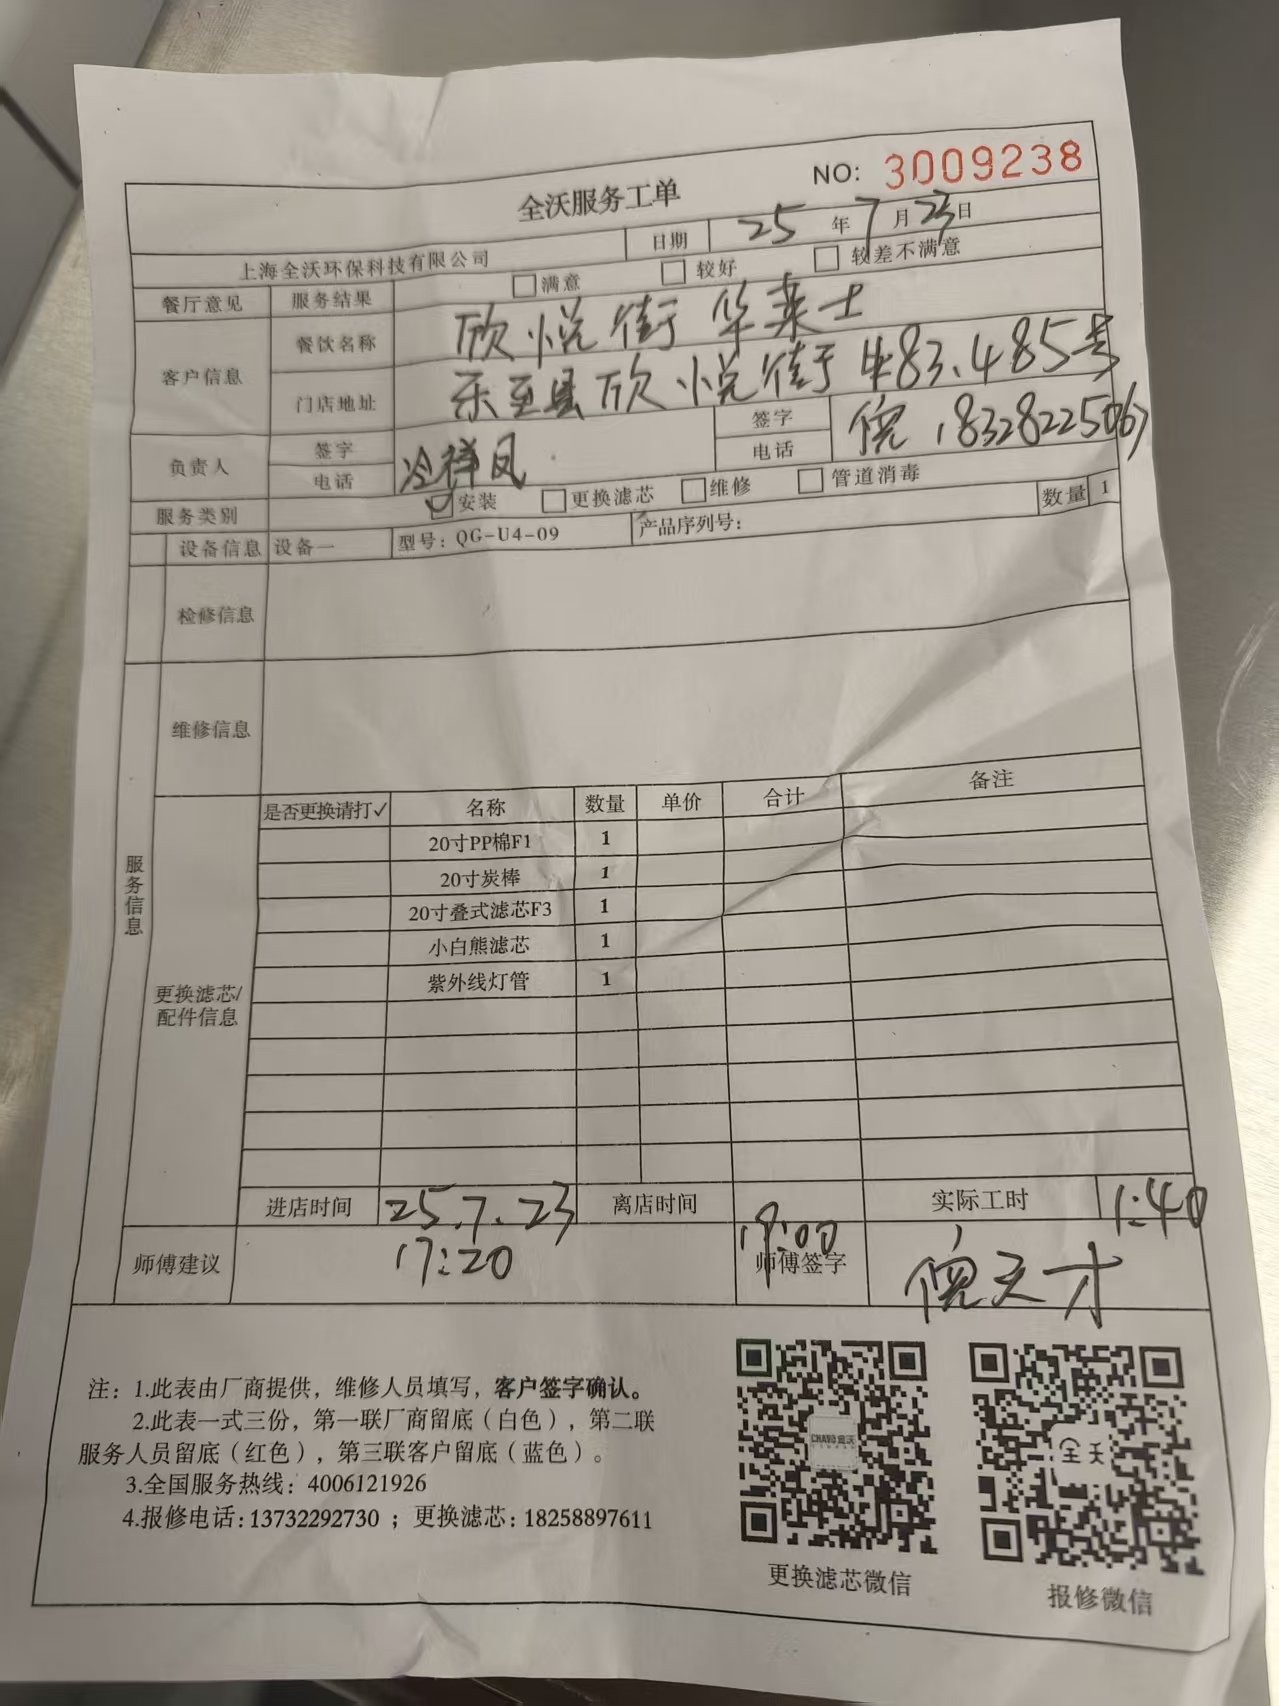 NO: 3009238
全沃服务工单
上海全沃环保科技有限公司 日期 25 年 7 月 23 日
餐厅意见 服务结果 满意 较好 较差不满意
客户信息 餐饮名称 欣悦街 华莱士
门店地址 乐至县欣悦街483、485号
负责人 签字 电话 冷祥凤 签字 电话 倪 18328225067
服务类别 安装 更换滤芯 维修 管道消毒
设备信息 设备一 型号：QG-U4-09 产品序列号： 数量 1
检修信息
维修信息
服务信息
更换滤芯/
配件信息
是否更换请打✓ 名称 数量 单价 合计 备注
20寸PP棉F1 1
20寸炭棒 1
20寸叠式滤芯F3 1
小白熊滤芯 1
紫外线灯管 1
进店时间 25.7.23 17:20 离店时间 19:00 实际工时 1:40
师傅建议 师傅签字 倪天才
注：1.此表由厂商提供，维修人员填写，客户签字确认。
2.此表一式三份，第一联厂商留底（白色），第二联
服务人员留底（红色），第三联客户留底（蓝色）。
3.全国服务热线：4006121926
4.报修电话：13732292730 ；更换滤芯：18258897611
CHAVO全沃
全沃
更换滤芯微信
报修微信